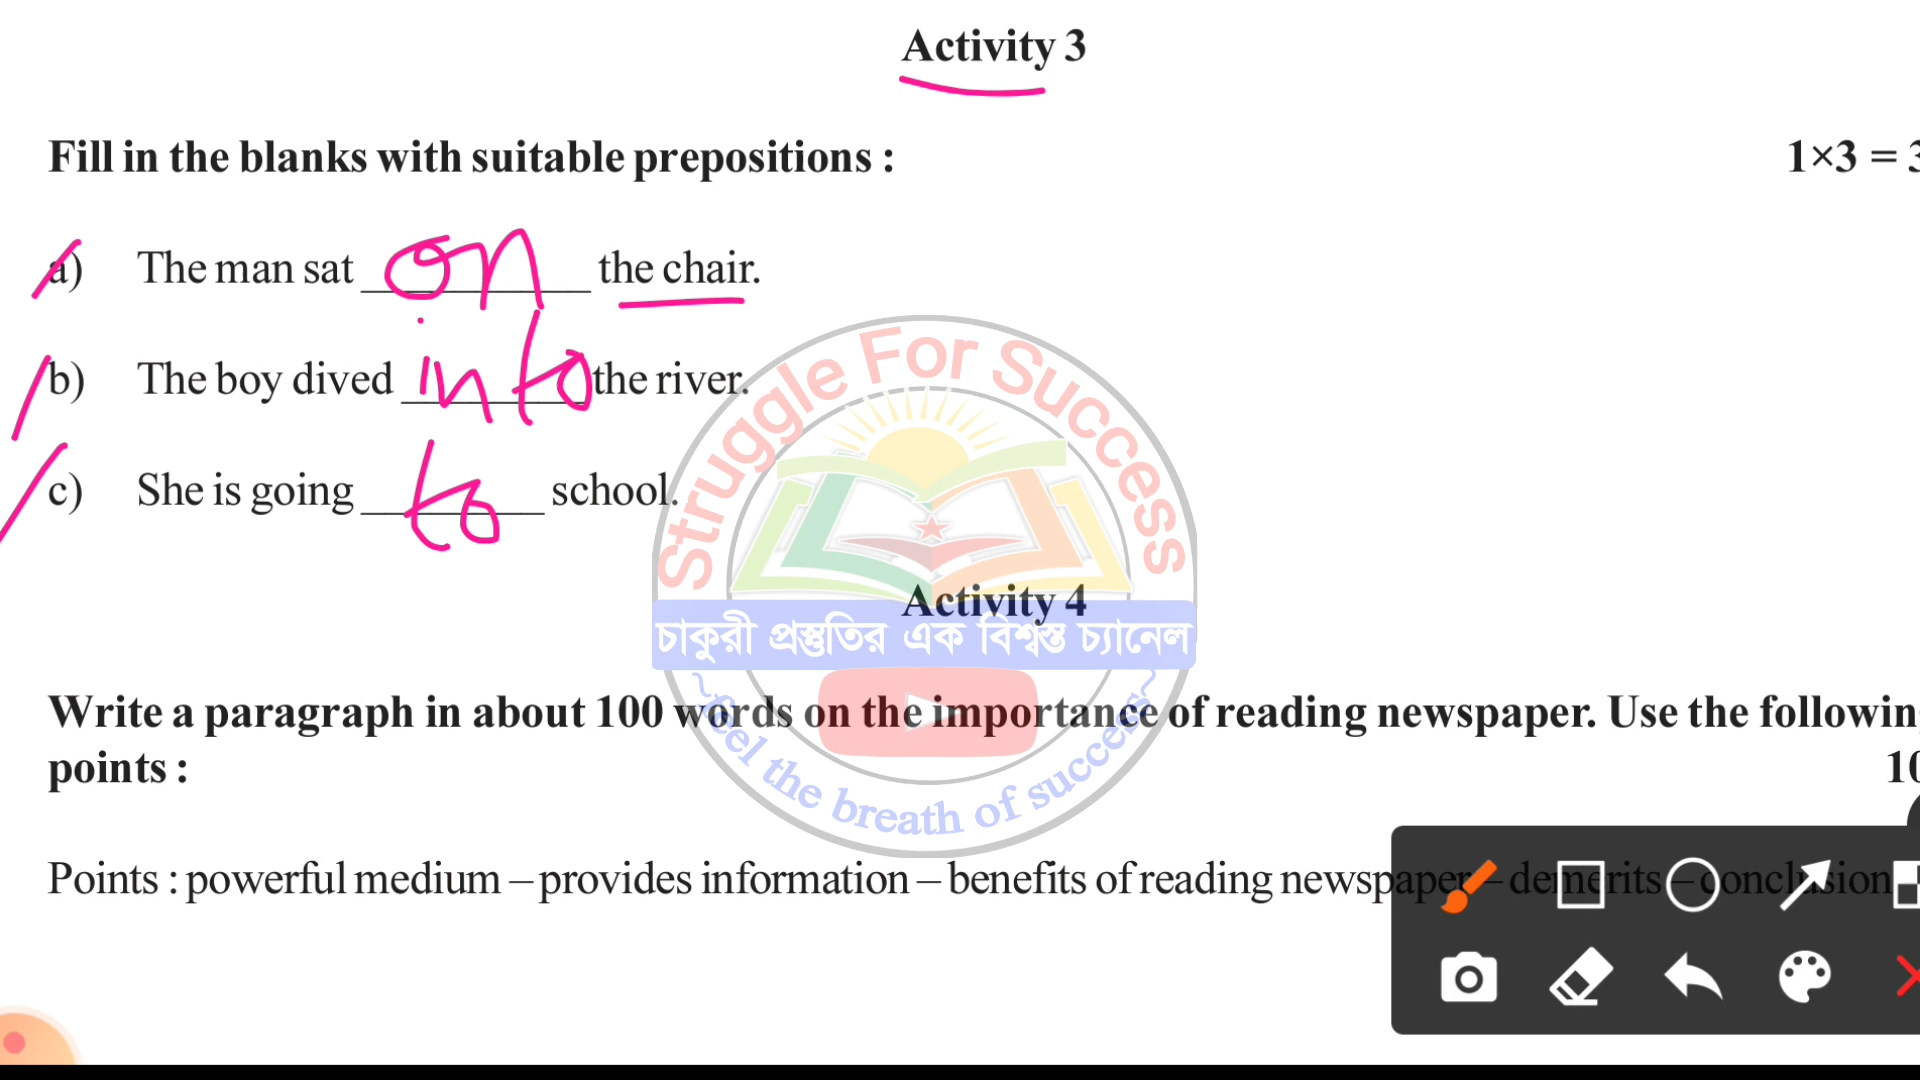 Activity 3
Fill in the blanks with suitable prepositions : 1×3 = 3
a) The man sat on the chair.
b) The boy dived into the river.
c) She is going to school.
Struggle For Success
Activity 4
চাকুরী প্রস্তুতির এক বিশ্বস্ত চ্যানেল
Write a paragraph in about 100 words on the importance of reading newspaper. Use the following
points : 10
~feel the breath of success~
Points : powerful medium – provides information – benefits of reading newspaper – demerits – conclusion